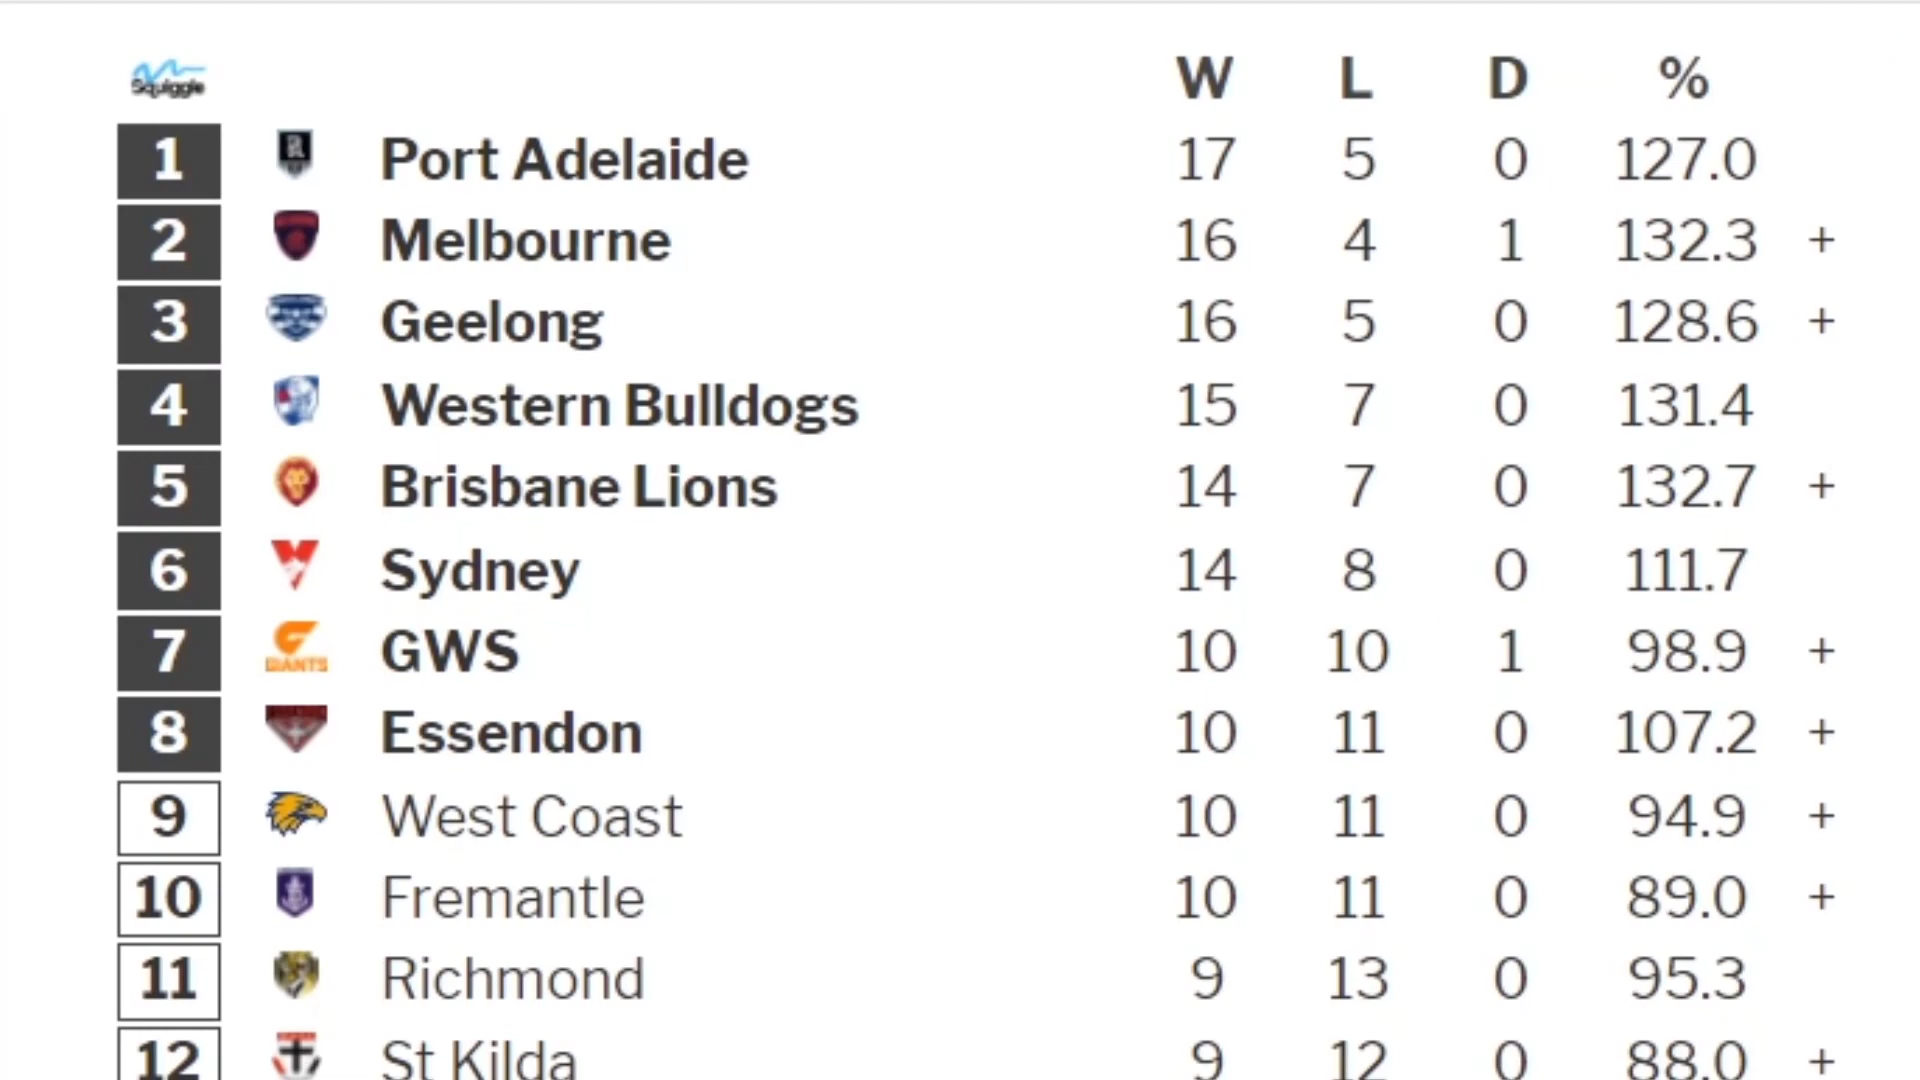 Squiggle W L D %
1 Port Adelaide 17 5 0 127.0
2 Melbourne 16 4 1 132.3 +
3 Geelong 16 5 0 128.6 +
4 Western Bulldogs 15 7 0 131.4
5 Brisbane Lions 14 7 0 132.7 +
6 Sydney 14 8 0 111.7
7 GIANTS GWS 10 10 1 98.9 +
8 Essendon 10 11 0 107.2 +
9 West Coast 10 11 0 94.9 +
10 Fremantle 10 11 0 89.0 +
11 Richmond 9 13 0 95.3
12 St Kilda 9 12 0 88.0 +